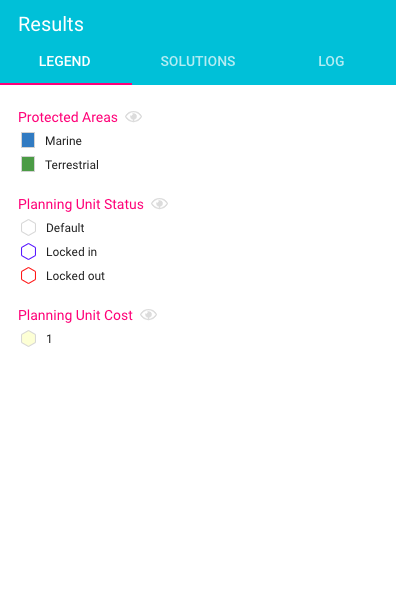 Results
LEGEND SOLUTIONS LOG
Protected Areas
Marine
Terrestrial
Planning Unit Status
Default
Locked in
Locked out
Planning Unit Cost
1